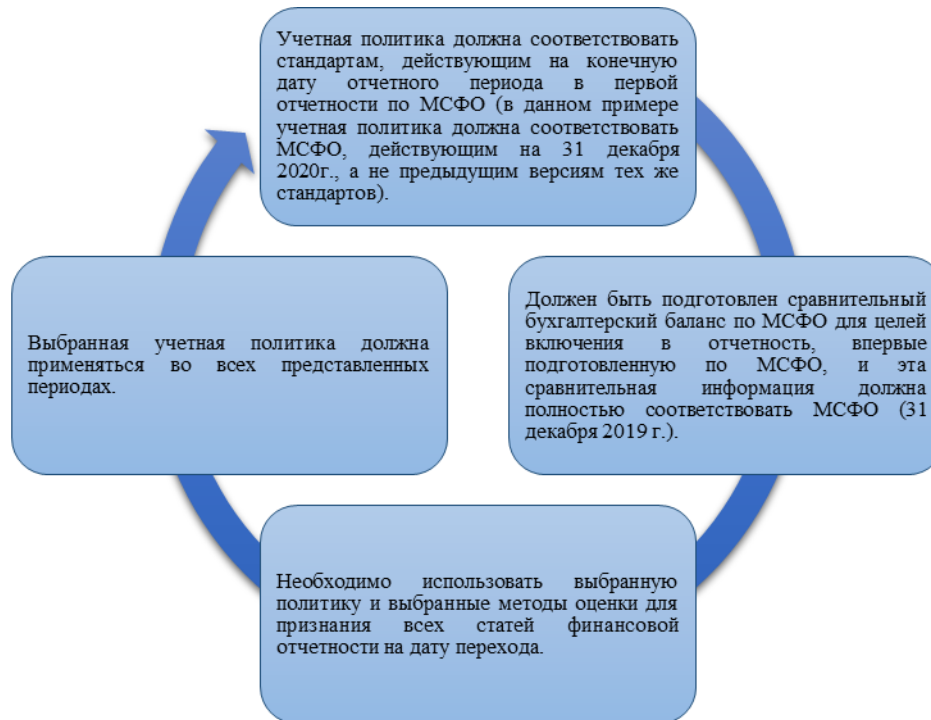 Учетная политика должна соответствовать
стандартам, действующим на конечную
дату отчетного периода в первой
отчетности по МСФО (в данном примере
учетная политика должна соответствовать
МСФО, действующим на 31 декабря
2020г., а не предыдущим версиям тех же
стандартов).
Должен быть подготовлен сравнительный
бухгалтерский баланс по МСФО для целей
включения в отчетность, впервые
подготовленную по МСФО, и эта
сравнительная информация должна
полностью соответствовать МСФО (31
декабря 2019 г.).
Необходимо использовать выбранную
политику и выбранные методы оценки для
признания всех статей финансовой
отчетности на дату перехода.
Выбранная учетная политика должна
применяться во всех представленных
периодах.